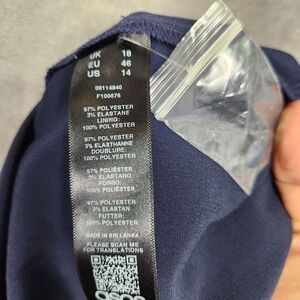 UK 18
EU 46
US 14
09114840
F100676
97% POLYESTER
3% ELASTANE
LINING:
100% POLYESTER
97% POLYESTER
3% ELASTHANNE
DOUBLURE:
100% POLYESTER
97% POLIÉSTER
3% ELASTANO
FORRO:
100% POLIÉSTER
97% POLYESTER
3% ELASTAN
FUTTER:
100% POLYESTER
MADE IN SRI LANKA
PLEASE SCAN ME
FOR TRANSLATIONS
asos